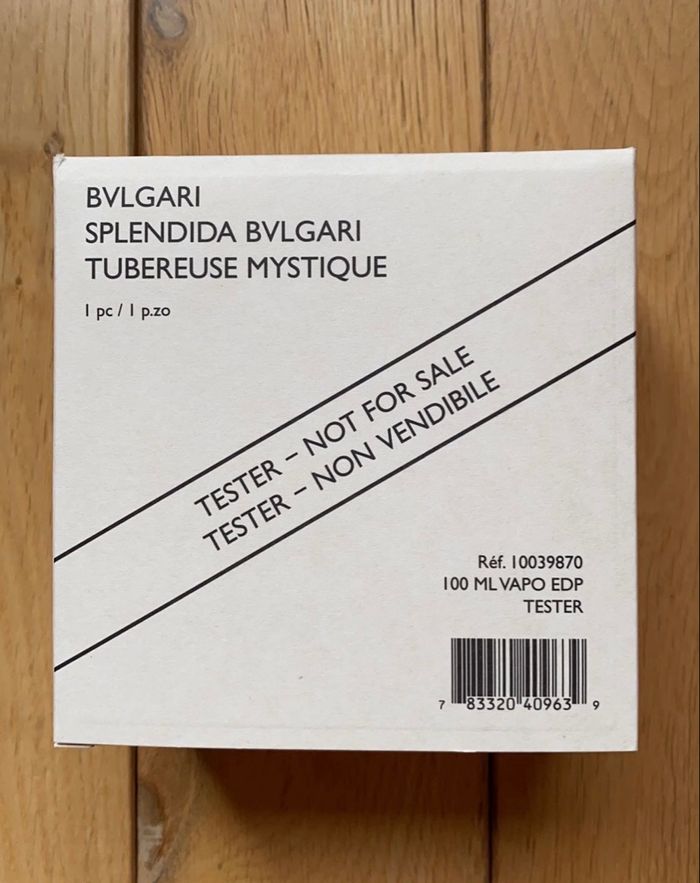 BVLGARI
SPLENDIDA BVLGARI
TUBEREUSE MYSTIQUE
1 pc / 1 p.zo
TESTER – NOT FOR SALE
TESTER – NON VENDIBILE
Réf. 10039870
100 ML VAPO EDP
TESTER
7 83320 40963 9